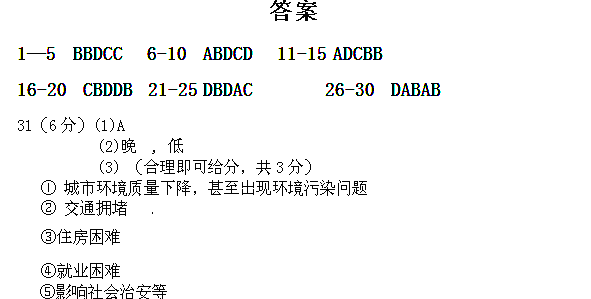 答案
1—5 BBDCC 6-10 ABDCD 11-15 ADCBB
16-20 CBDDB 21-25 DBDAC 26-30 DABAB
31（6分）(1)A
(2)晚 ，低
(3) （合理即可给分，共3分）
① 城市环境质量下降，甚至出现环境污染问题
② 交通拥堵 .
③住房困难
④就业困难
⑤影响社会治安等